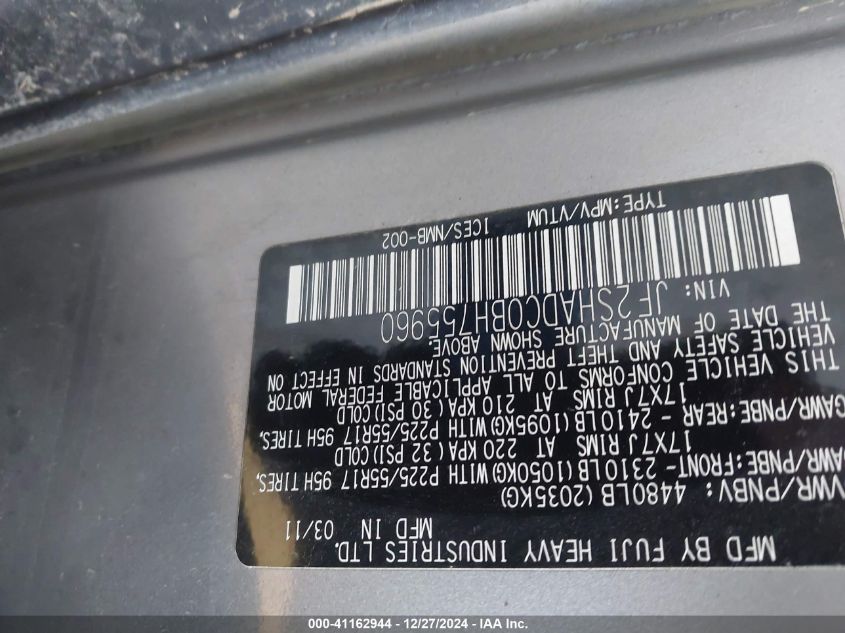 MFD BY FUJI HEAVY INDUSTRIES LTD.
MFD IN 03/11
VWR/PNBV: 4480LB (2035KG)
AWR/PNBE: FRONT- 2310LB (1050KG) WITH P225/55R17 95H TIRES,
17X7J RIMS AT 220 KPA ( 32 PSI) COLD
GAWR/PNBE: REAR- 2410LB (1095KG) WITH P225/55R17 95H TIRES,
17X7J RIMS AT 210 KPA ( 30 PSI) COLD
THIS VEHICLE CONFORMS TO ALL APPLICABLE FEDERAL MOTOR
VEHICLE SAFETY AND THEFT PREVENTION STANDARDS IN EFFECT ON
THE DATE OF MANUFACTURE SHOWN ABOVE.
VIN: JF2SHADC0BH755960
TYPE:MPV/VTUM ICES/NMB-002
000-41162944 - 12/27/2024 - IAA Inc.